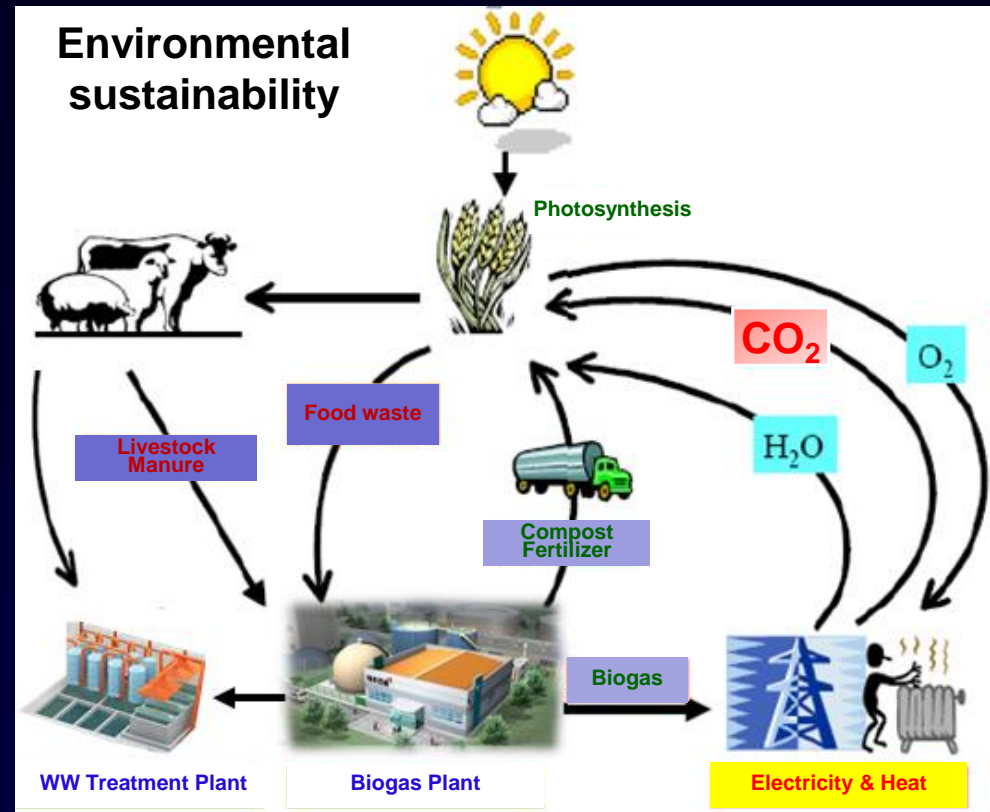 Environmental
sustainability
Photosynthesis
CO₂
O₂
Food waste
Livestock
Manure
H₂O
Compost
Fertilizer
Biogas
WW Treatment Plant
Biogas Plant
Electricity & Heat